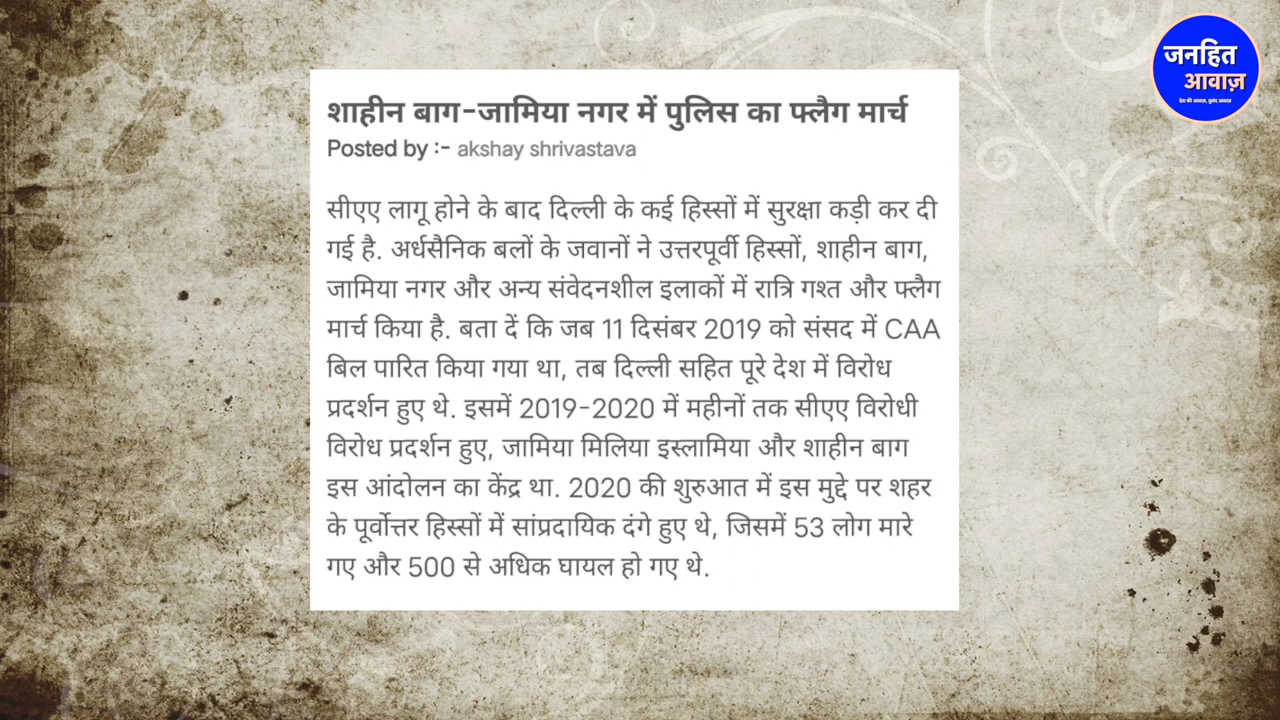 जनहित
आवाज़
देश की आवाज़, बुलंद आवाज़
शाहीन बाग-जामिया नगर में पुलिस का फ्लैग मार्च
Posted by :- akshay shrivastava
सीएए लागू होने के बाद दिल्ली के कई हिस्सों में सुरक्षा कड़ी कर दी
गई है. अर्धसैनिक बलों के जवानों ने उत्तरपूर्वी हिस्सों, शाहीन बाग,
जामिया नगर और अन्य संवेदनशील इलाकों में रात्रि गश्त और फ्लैग
मार्च किया है. बता दें कि जब 11 दिसंबर 2019 को संसद में CAA
बिल पारित किया गया था, तब दिल्ली सहित पूरे देश में विरोध
प्रदर्शन हुए थे. इसमें 2019-2020 में महीनों तक सीएए विरोधी
विरोध प्रदर्शन हुए, जामिया मिलिया इस्लामिया और शाहीन बाग
इस आंदोलन का केंद्र था. 2020 की शुरुआत में इस मुद्दे पर शहर
के पूर्वोत्तर हिस्सों में सांप्रदायिक दंगे हुए थे, जिसमें 53 लोग मारे
गए और 500 से अधिक घायल हो गए थे.